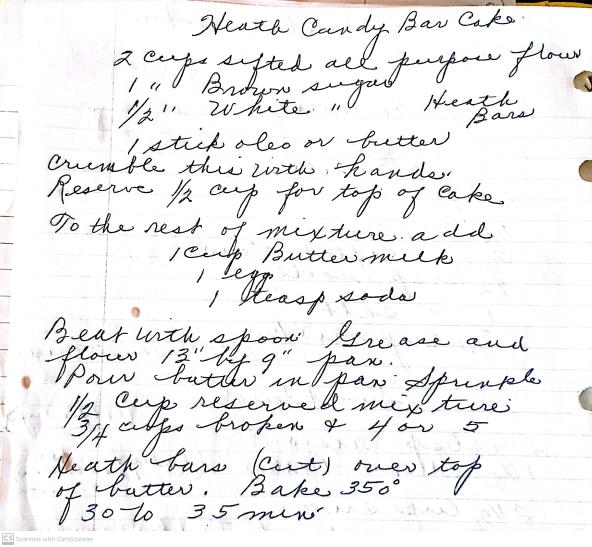 Heath Candy Bar Cake.
2 cups sifted all purpose flour
1 " Brown sugar
1/2 " White " Heath Bars
1 stick oleo or butter
Crumble this with hands.
Reserve 1/2 cup for top of Cake
To the rest of mixture add
1 cup Butter milk
1 egg
1 teasp soda
Beat with spoon Grease and
flour 13" by 9" pan.
Pour batter in pan Sprinkle
1/2 cup reserved mixture
3/4 cups broken & 4 or 5
Heath bars (cut) over top
of batter. Bake 350°
30 to 35 min.
CS Scanned with CamScanner